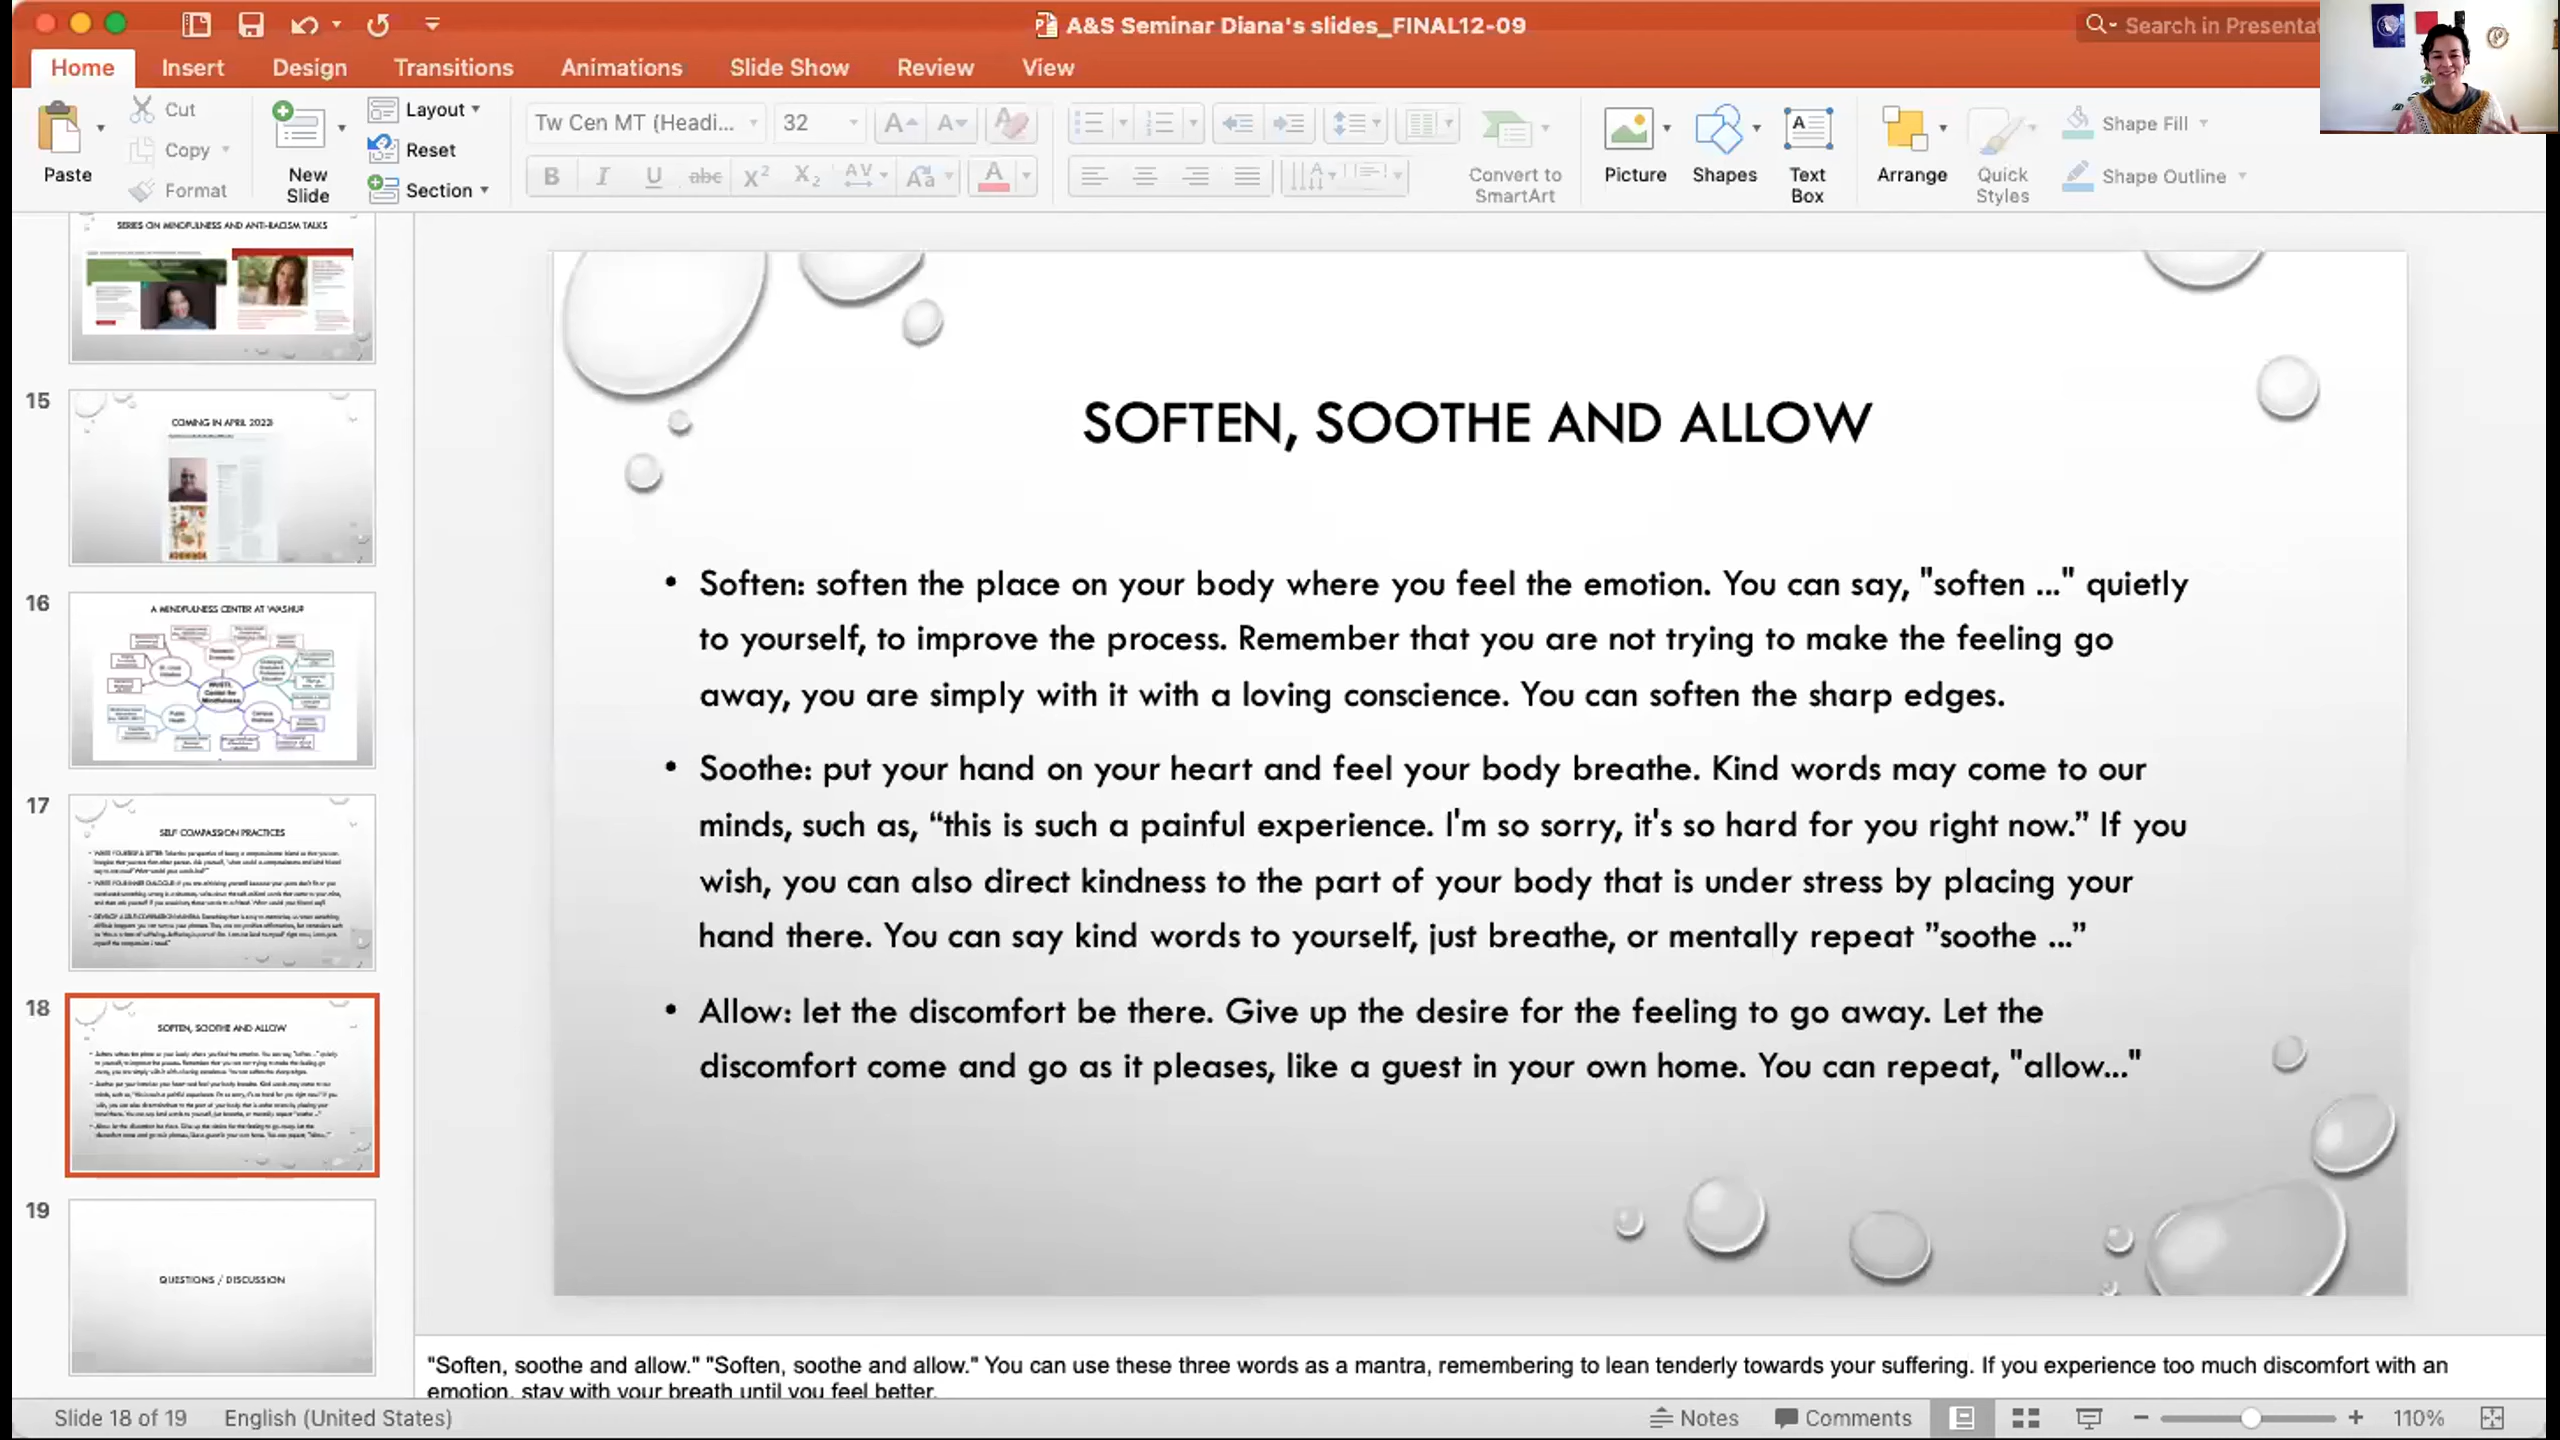 A&S Seminar Diana's slides_FINAL12-09
Search in Presentat
Home Insert Design Transitions Animations Slide Show Review View
Paste
Cut
Copy
Format
New
Slide
Layout
Reset
Section
Tw Cen MT (Headi...
32
Convert to
SmartArt
Picture
Shapes
Text
Box
Arrange
Quick
Styles
Shape Fill
Shape Outline
SERIES ON MINDFULNESS AND ANTI-RACISM TALKS
15
COMING IN APRIL 2022!
16
A MINDFULNESS CENTER AT WASHU?
17
SELF COMPASSION PRACTICES
18
SOFTEN, SOOTHE AND ALLOW
19
QUESTIONS / DISCUSSION
SOFTEN, SOOTHE AND ALLOW
• Soften: soften the place on your body where you feel the emotion. You can say, "soften ..." quietly
to yourself, to improve the process. Remember that you are not trying to make the feeling go
away, you are simply with it with a loving conscience. You can soften the sharp edges.
• Soothe: put your hand on your heart and feel your body breathe. Kind words may come to our
minds, such as, “this is such a painful experience. I'm so sorry, it's so hard for you right now.” If you
wish, you can also direct kindness to the part of your body that is under stress by placing your
hand there. You can say kind words to yourself, just breathe, or mentally repeat ”soothe ...”
• Allow: let the discomfort be there. Give up the desire for the feeling to go away. Let the
discomfort come and go as it pleases, like a guest in your own home. You can repeat, "allow..."
"Soften, soothe and allow." "Soften, soothe and allow." You can use these three words as a mantra, remembering to lean tenderly towards your suffering. If you experience too much discomfort with an
emotion, stay with your breath until you feel better.
Slide 18 of 19 English (United States) Notes Comments 110%